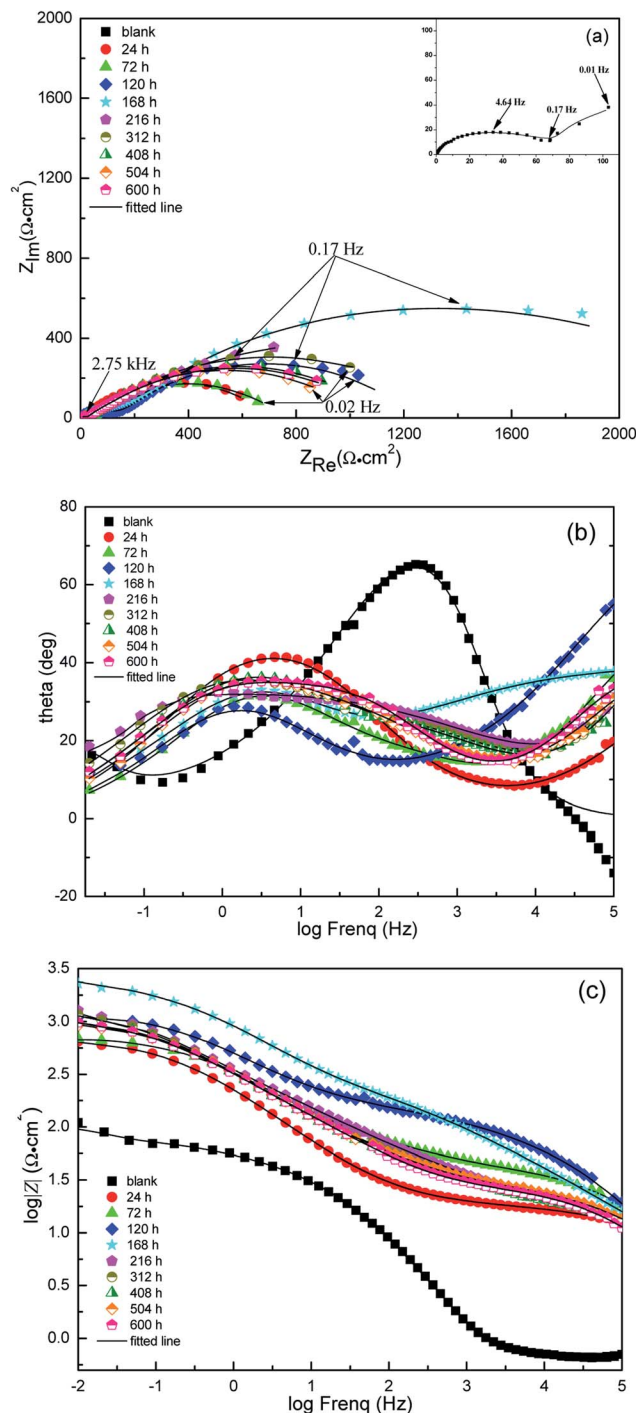 2000
1600
1200
800
400
0
Z_Im(Ω•cm²)
blank
24 h
72 h
120 h
168 h
216 h
312 h
408 h
504 h
600 h
fitted line
(a)
100
80
60
40
20
0
0 10 20 30 40 50 60 70 80 90 100 110
4.64 Hz
0.17 Hz
0.01 Hz
0.17 Hz
2.75 kHz
0.02 Hz
0 400 800 1200 1600 2000
Z_Re(Ω•cm²)
80
60
40
20
0
-20
theta (deg)
blank
24 h
72 h
120 h
168 h
216 h
312 h
408 h
504 h
600 h
fitted line
(b)
-1 0 1 2 3 4 5
log Frenq (Hz)
3.5
3.0
2.5
2.0
1.5
1.0
0.5
0.0
log|Z| (Ω•cm²)
(c)
blank
24 h
72 h
120 h
168 h
216 h
312 h
408 h
504 h
600 h
fitted line
-2 -1 0 1 2 3 4 5
log Frenq (Hz)